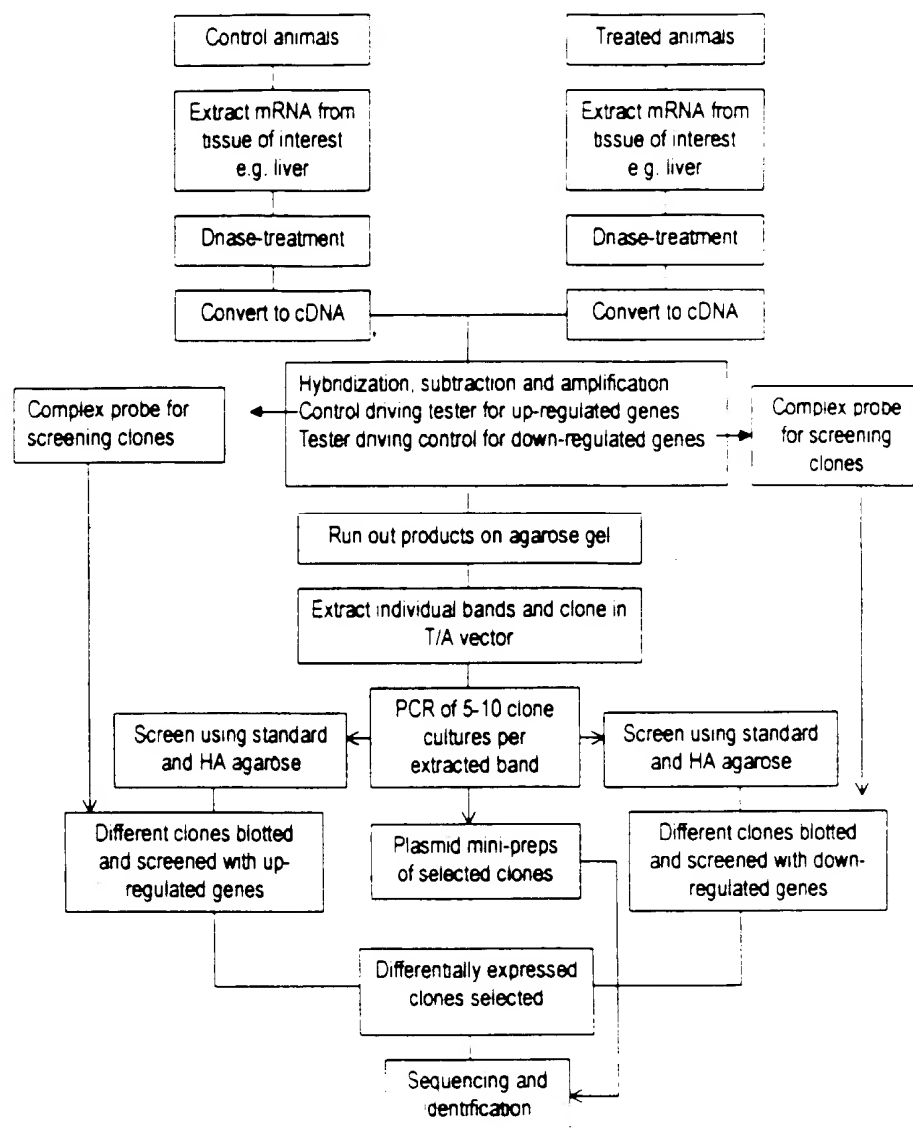 Control animals
Treated animals
Extract mRNA from
tissue of interest
e.g. liver
Extract mRNA from
tissue of interest
e g. liver
Dnase-treatment
Dnase-treatment
Convert to cDNA
Convert to cDNA
Hybridization, subtraction and amplification
Control driving tester for up-regulated genes
Tester driving control for down-regulated genes
Complex probe for
screening clones
Complex probe
for screening
clones
Run out products on agarose gel
Extract individual bands and clone in
T/A vector
PCR of 5-10 clone
cultures per
extracted band
Screen using standard
and HA agarose
Screen using standard
and HA agarose
Different clones blotted
and screened with up-
regulated genes
Plasmid mini-preps
of selected clones
Different clones blotted
and screened with down-
regulated genes
Differentially expressed
clones selected
Sequencing and
identification